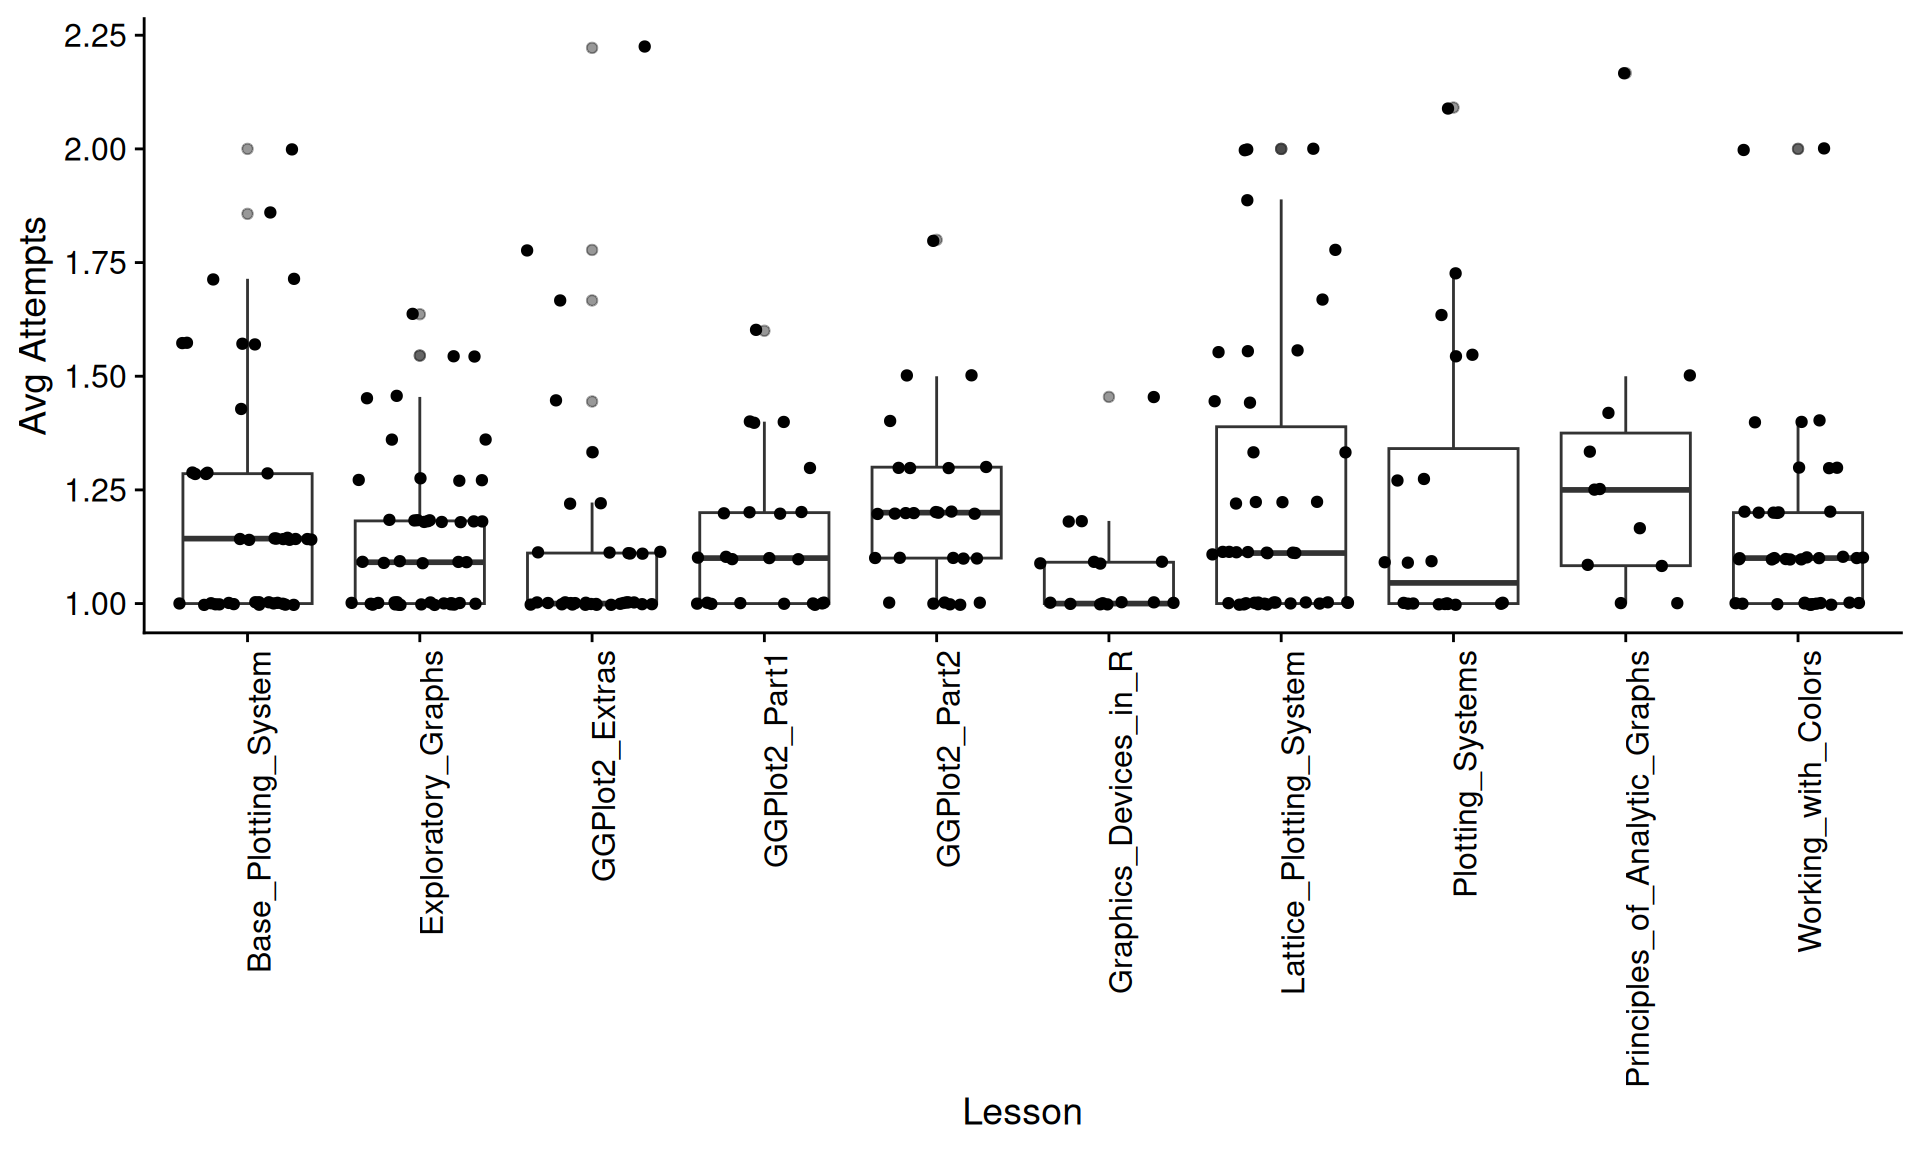 Avg Attempts
2.25
2.00
1.75
1.50
1.25
1.00
Base_Plotting_System
Exploratory_Graphs
GGPlot2_Extras
GGPlot2_Part1
GGPlot2_Part2
Graphics_Devices_in_R
Lattice_Plotting_System
Plotting_Systems
Principles_of_Analytic_Graphs
Working_with_Colors
Lesson